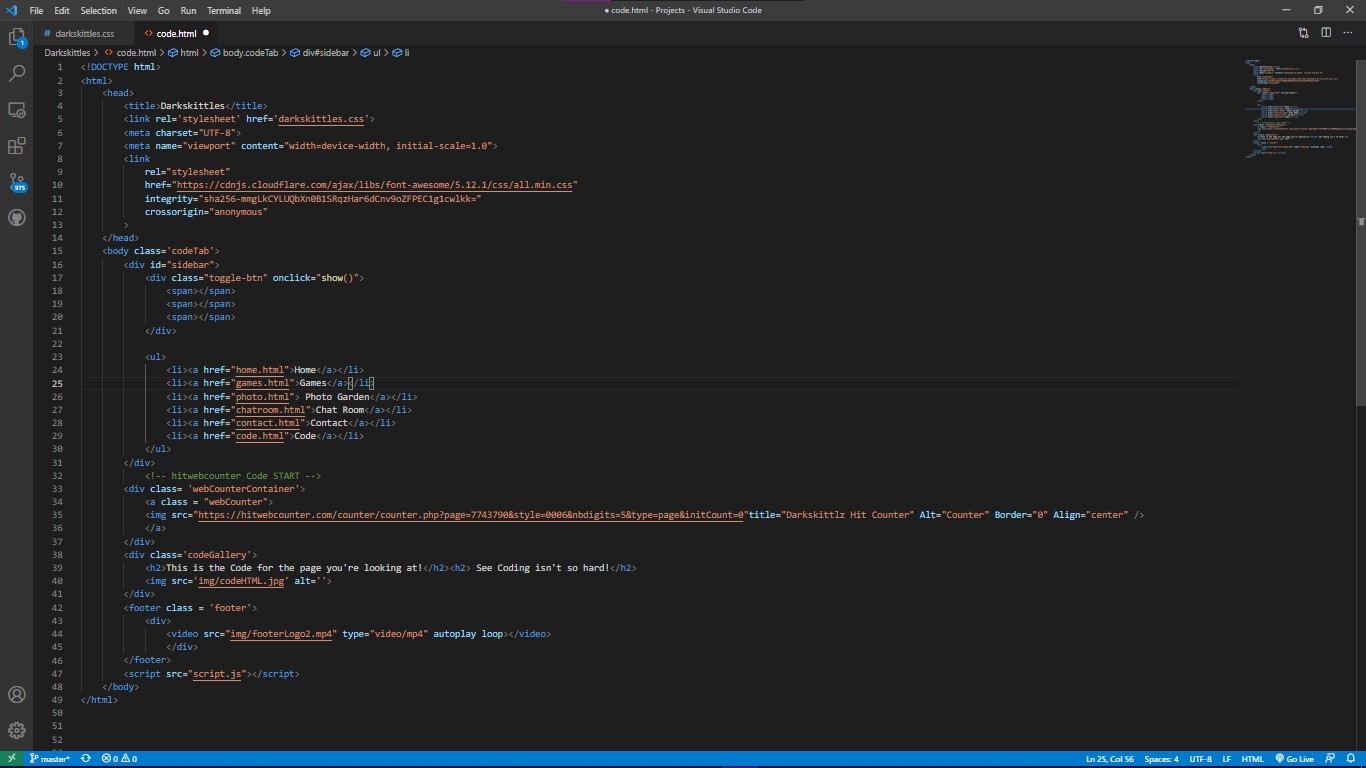 File Edit Selection View Go Run Terminal Help
● code.html - Projects - Visual Studio Code
# darkskittles.css
<> code.html ●
Darkskittles > <> code.html > html > body.codeTab > div#sidebar > ul > li
1 <!DOCTYPE html>
2 <html>
3 <head>
4 <title>Darkskittles</title>
5 <link rel='stylesheet' href='darkskittles.css'>
6 <meta charset="UTF-8">
7 <meta name="viewport" content="width=device-width, initial-scale=1.0">
8 <link
9 rel="stylesheet"
10 href="https://cdnjs.cloudflare.com/ajax/libs/font-awesome/5.12.1/css/all.min.css"
11 integrity="sha256-mmgLkCYLUQbXn0B1SRqzHar6dCnv9oZFPEC1g1cwlkk="
12 crossorigin="anonymous"
13 >
14 </head>
15 <body class='codeTab'>
16 <div id="sidebar">
17 <div class="toggle-btn" onclick="show()">
18 <span></span>
19 <span></span>
20 <span></span>
21 </div>
22
23 <ul>
24 <li><a href="home.html">Home</a></li>
25 <li><a href="games.html">Games</a></li>
26 <li><a href="photo.html"> Photo Garden</a></li>
27 <li><a href="chatroom.html">Chat Room</a></li>
28 <li><a href="contact.html">Contact</a></li>
29 <li><a href="code.html">Code</a></li>
30 </ul>
31 </div>
32 <!-- hitwebcounter Code START -->
33 <div class= 'webCounterContainer'>
34 <a class = "webCounter">
35 <img src="https://hitwebcounter.com/counter/counter.php?page=7743790&style=0006&nbdigits=5&type=page&initCount=0"title="Darkskittlz Hit Counter" Alt="Counter" Border="0" Align="center" />
36 </a>
37 </div>
38 <div class='codeGallery'>
39 <h2>This is the Code for the page you're looking at!</h2><h2> See Coding isn't so hard!</h2>
40 <img src='img/codeHTML.jpg' alt=''>
41 </div>
42 <footer class = 'footer'>
43 <div>
44 <video src="img/footerLogo2.mp4" type="video/mp4" autoplay loop></video>
45 </div>
46 </footer>
47 <script src="script.js"></script>
48 </body>
49 </html>
50
51
52
1
975
master* 0 0
Ln 25, Col 56 Spaces: 4 UTF-8 LF HTML Go Live